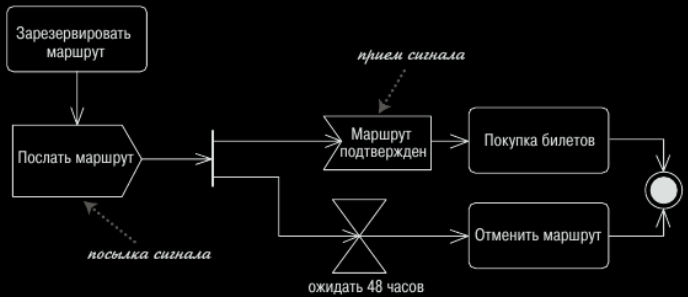 Зарезервировать
маршрут
прием сигнала
Послать маршрут
Маршрут
подтвержден
Покупка билетов
посылка сигнала
Отменить маршрут
ожидать 48 часов